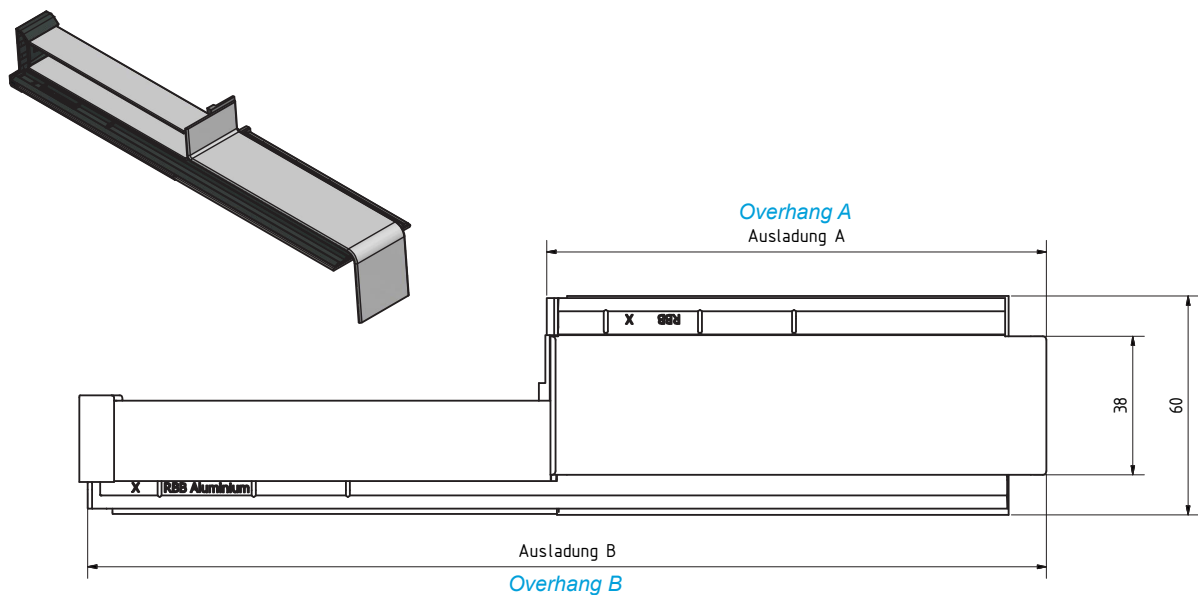 Overhang A
Ausladung A
X RBB
38
60
X RBB Aluminium
Ausladung B
Overhang B